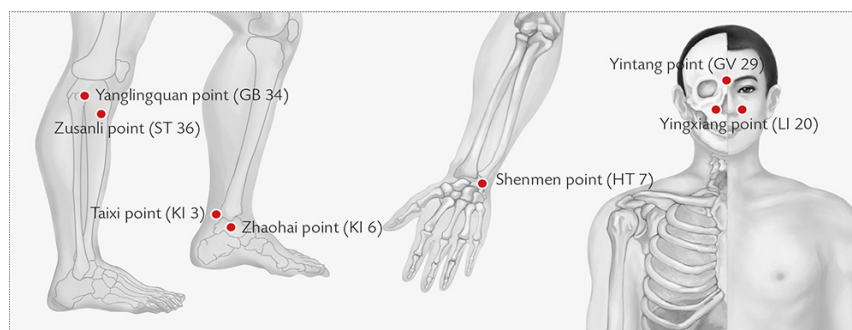 Yanglingquan point (GB 34)
Zusanli point (ST 36)
Taixi point (KI 3)
Zhaohai point (KI 6)
Shenmen point (HT 7)
Yintang point (GV 29)
Yingxiang point (LI 20)